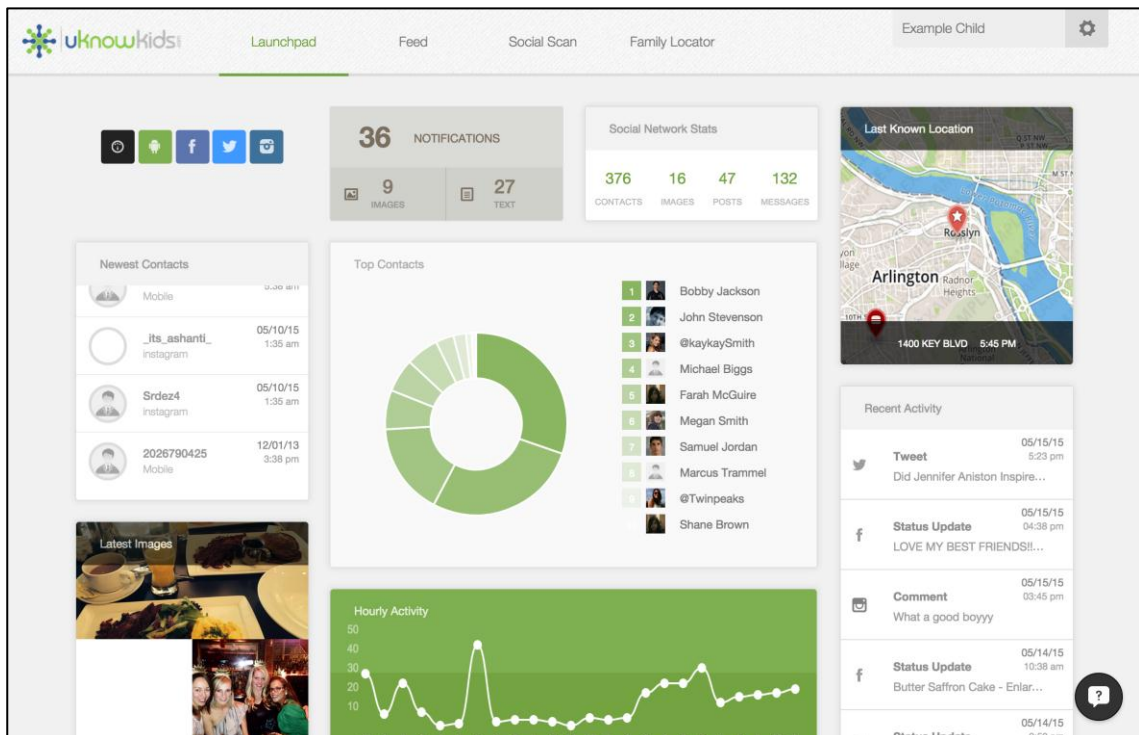 uknowkids
Launchpad
Feed
Social Scan
Family Locator
Example Child
36 NOTIFICATIONS
9
IMAGES
27
TEXT
Social Network Stats
376 16 47 132
CONTACTS IMAGES POSTS MESSAGES
Last Known Location
Rosslyn
Arlington
Radnor
Heights
1400 KEY BLVD 5:45 PM
Newest Contacts
5:38 am
Mobile
_its_ashanti_ 05/10/15
instagram 1:35 am
Srdez4 05/10/15
instagram 1:35 am
2026790425 12/01/13
Mobile 3:38 pm
Top Contacts
1 Bobby Jackson
2 John Stevenson
3 @kaykaySmith
4 Michael Biggs
5 Farah McGuire
6 Megan Smith
7 Samuel Jordan
8 Marcus Trammel
9 @Twinpeaks
Shane Brown
Recent Activity
05/15/15
Tweet 5:23 pm
Did Jennifer Aniston Inspire...
05/15/15
Status Update 04:38 pm
LOVE MY BEST FRIENDS!!...
05/15/15
Comment 03:45 pm
What a good boyyy
05/14/15
Status Update 10:38 am
Butter Saffron Cake - Enlar...
05/14/15
Status Update
Latest Images
Hourly Activity
50
40
30
20
10